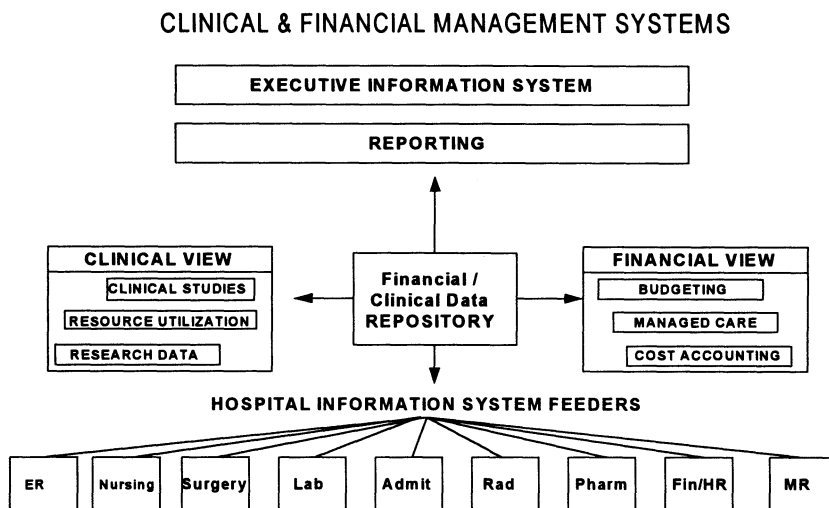 CLINICAL & FINANCIAL MANAGEMENT SYSTEMS
EXECUTIVE INFORMATION SYSTEM
REPORTING
CLINICAL VIEW
CLINICAL STUDIES
RESOURCE UTILIZATION
RESEARCH DATA
Financial /
Clinical Data
REPOSITORY
FINANCIAL VIEW
BUDGETING
MANAGED CARE
COST ACCOUNTING
HOSPITAL INFORMATION SYSTEM FEEDERS
ER Nursing Surgery Lab Admit Rad Pharm Fin/HR MR